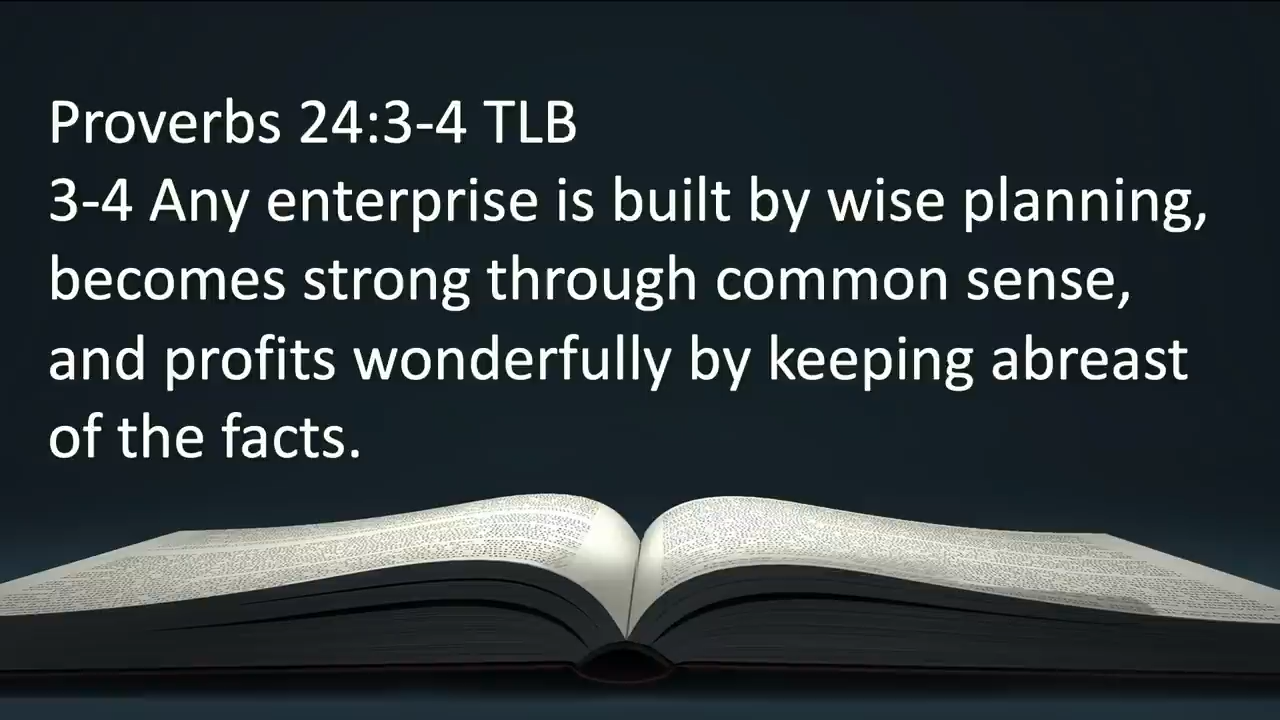 Proverbs 24:3-4 TLB
3-4 Any enterprise is built by wise planning,
becomes strong through common sense,
and profits wonderfully by keeping abreast
of the facts.